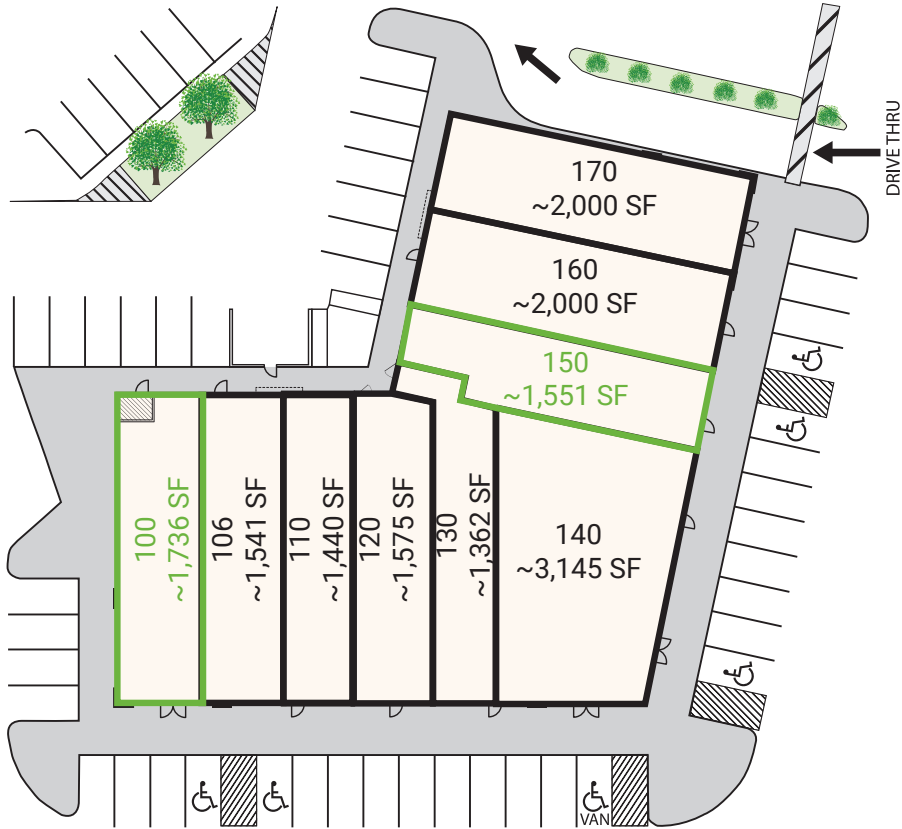 DRIVE THRU
170
~2,000 SF
160
~2,000 SF
150
~1,551 SF
100
~1,736 SF
106
~1,541 SF
110
~1,440 SF
120
~1,575 SF
130
~1,362 SF
140
~3,145 SF
VAN